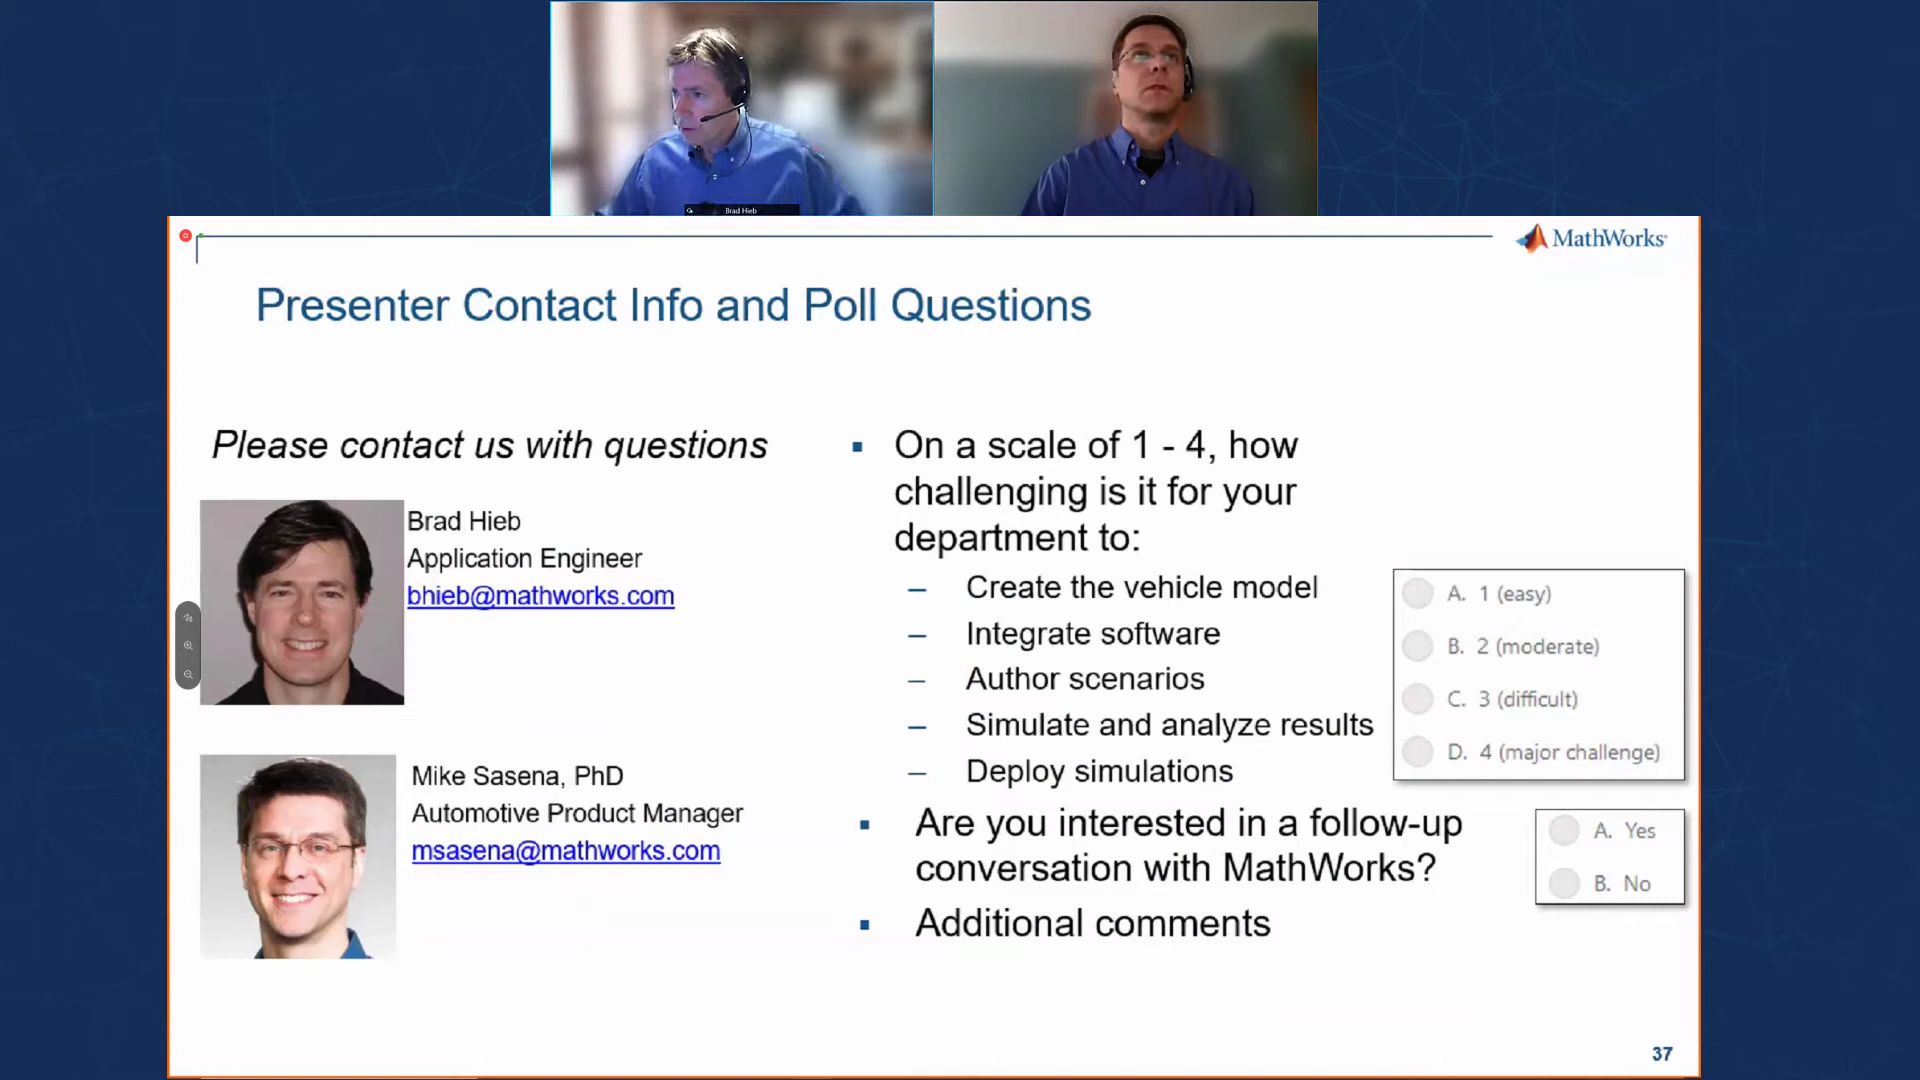 Brad Hieb
MathWorks
Presenter Contact Info and Poll Questions
Please contact us with questions
Brad Hieb
Application Engineer
bhieb@mathworks.com
Mike Sasena, PhD
Automotive Product Manager
msasena@mathworks.com
▪ On a scale of 1 - 4, how
challenging is it for your
department to:
– Create the vehicle model
– Integrate software
– Author scenarios
– Simulate and analyze results
– Deploy simulations
A. 1 (easy)
B. 2 (moderate)
C. 3 (difficult)
D. 4 (major challenge)
▪ Are you interested in a follow-up
conversation with MathWorks?
A. Yes
B. No
▪ Additional comments
37